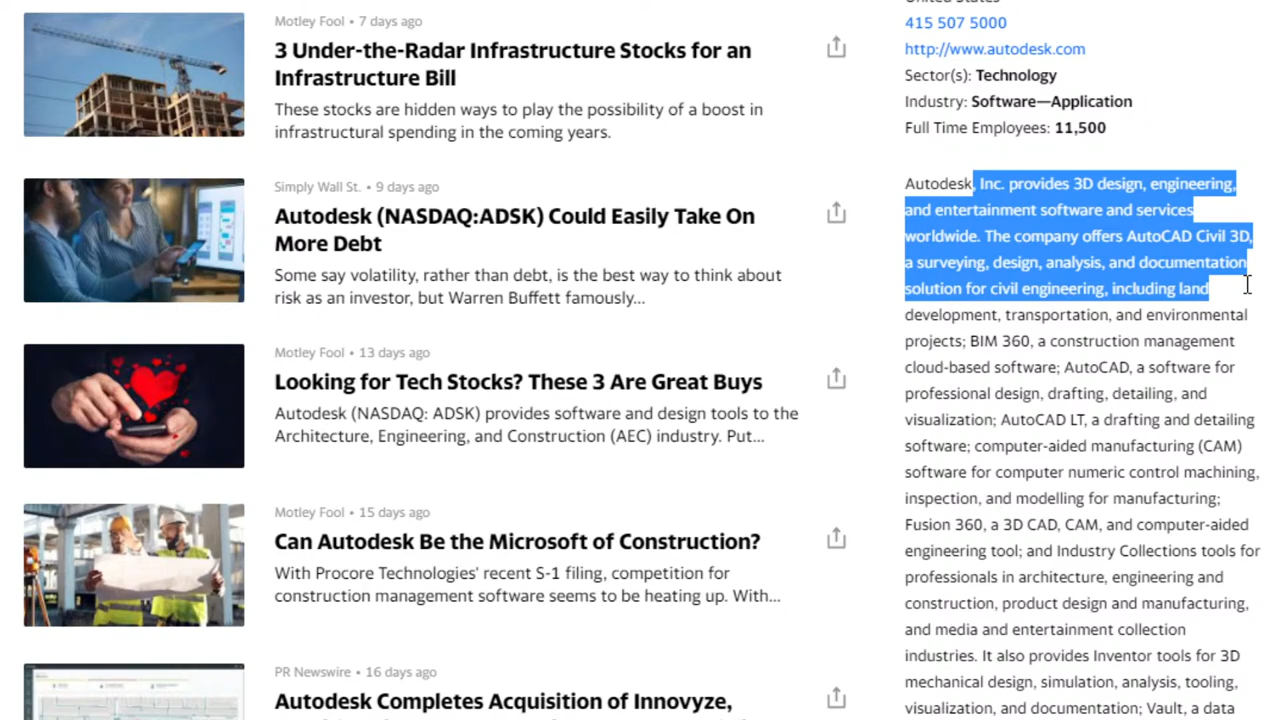 Motley Fool • 7 days ago
3 Under-the-Radar Infrastructure Stocks for an
Infrastructure Bill
These stocks are hidden ways to play the possibility of a boost in
infrastructural spending in the coming years.
Simply Wall St. • 9 days ago
Autodesk (NASDAQ:ADSK) Could Easily Take On
More Debt
Some say volatility, rather than debt, is the best way to think about
risk as an investor, but Warren Buffett famously...
Motley Fool • 13 days ago
Looking for Tech Stocks? These 3 Are Great Buys
Autodesk (NASDAQ: ADSK) provides software and design tools to the
Architecture, Engineering, and Construction (AEC) industry. Put...
Motley Fool • 15 days ago
Can Autodesk Be the Microsoft of Construction?
With Procore Technologies' recent S-1 filing, competition for
construction management software seems to be heating up. With...
PR Newswire • 16 days ago
Autodesk Completes Acquisition of Innovyze,
United States
415 507 5000
http://www.autodesk.com
Sector(s): Technology
Industry: Software—Application
Full Time Employees: 11,500
Autodesk, Inc. provides 3D design, engineering,
and entertainment software and services
worldwide. The company offers AutoCAD Civil 3D,
a surveying, design, analysis, and documentation
solution for civil engineering, including land
development, transportation, and environmental
projects; BIM 360, a construction management
cloud-based software; AutoCAD, a software for
professional design, drafting, detailing, and
visualization; AutoCAD LT, a drafting and detailing
software; computer-aided manufacturing (CAM)
software for computer numeric control machining,
inspection, and modelling for manufacturing;
Fusion 360, a 3D CAD, CAM, and computer-aided
engineering tool; and Industry Collections tools for
professionals in architecture, engineering and
construction, product design and manufacturing,
and media and entertainment collection
industries. It also provides Inventor tools for 3D
mechanical design, simulation, analysis, tooling,
visualization, and documentation; Vault, a data